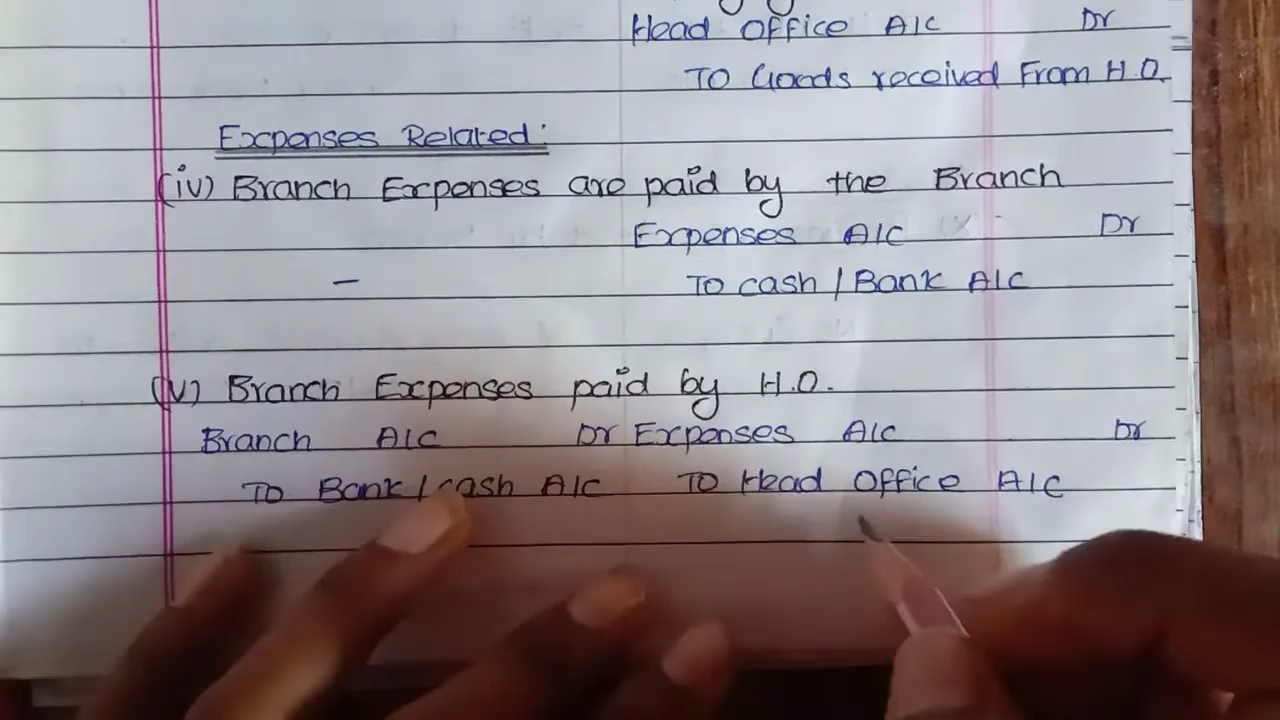 Head Office A/C Dr
To Goods received From H.O.
Expenses Related:
(iv) Branch Expenses are paid by the Branch
Expenses A/C Dr
- To cash / Bank A/C
(v) Branch Expenses paid by H.O.
Branch A/C Dr Expenses A/C Dr
To Bank / cash A/C To Head Office A/C